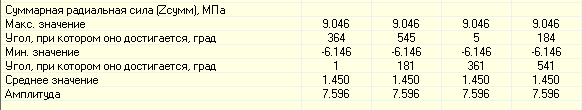 Суммарная радиальная сила (Zсумм), МПа
Макс. значение 9.046 9.046 9.046 9.046
Угол, при котором оно достигается, град 364 545 5 184
Мин. значение -6.146 -6.146 -6.146 -6.146
Угол, при котором оно достигается, град 1 181 361 541
Среднее значение 1.450 1.450 1.450 1.450
Амплитуда 7.596 7.596 7.596 7.596